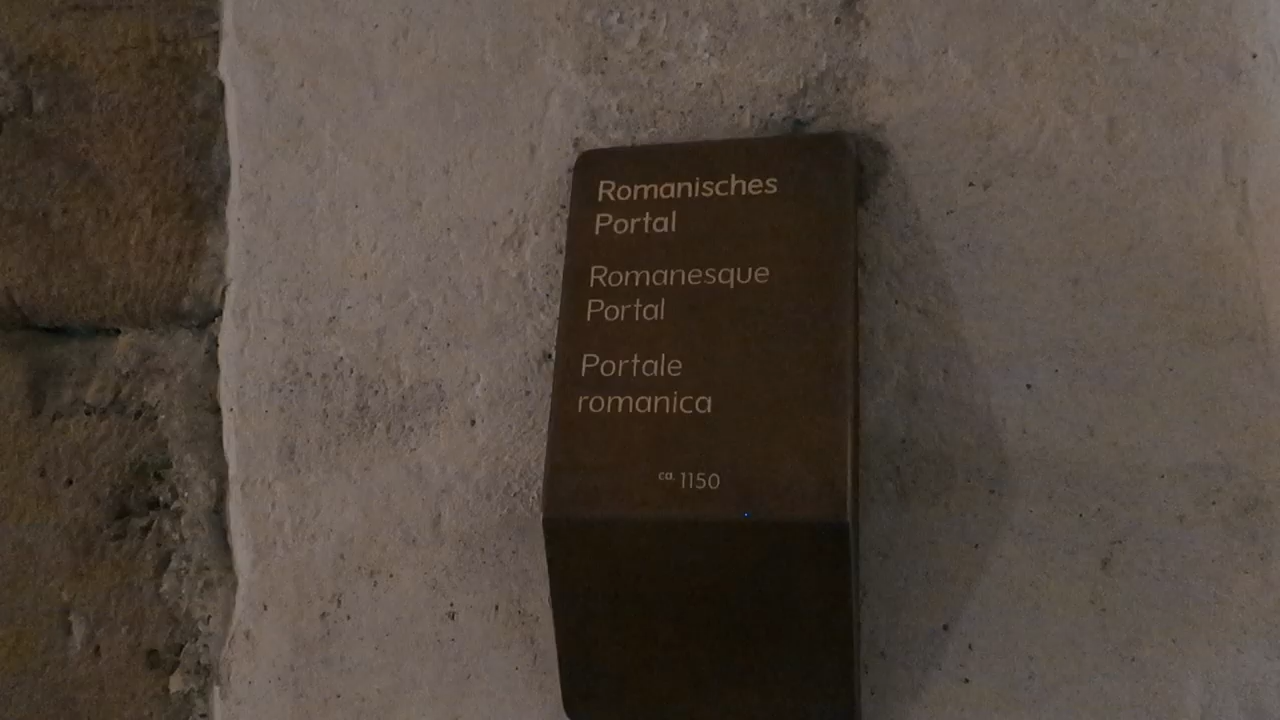 Romanisches
Portal
Romanesque
Portal
Portale
romanica
ca. 1150